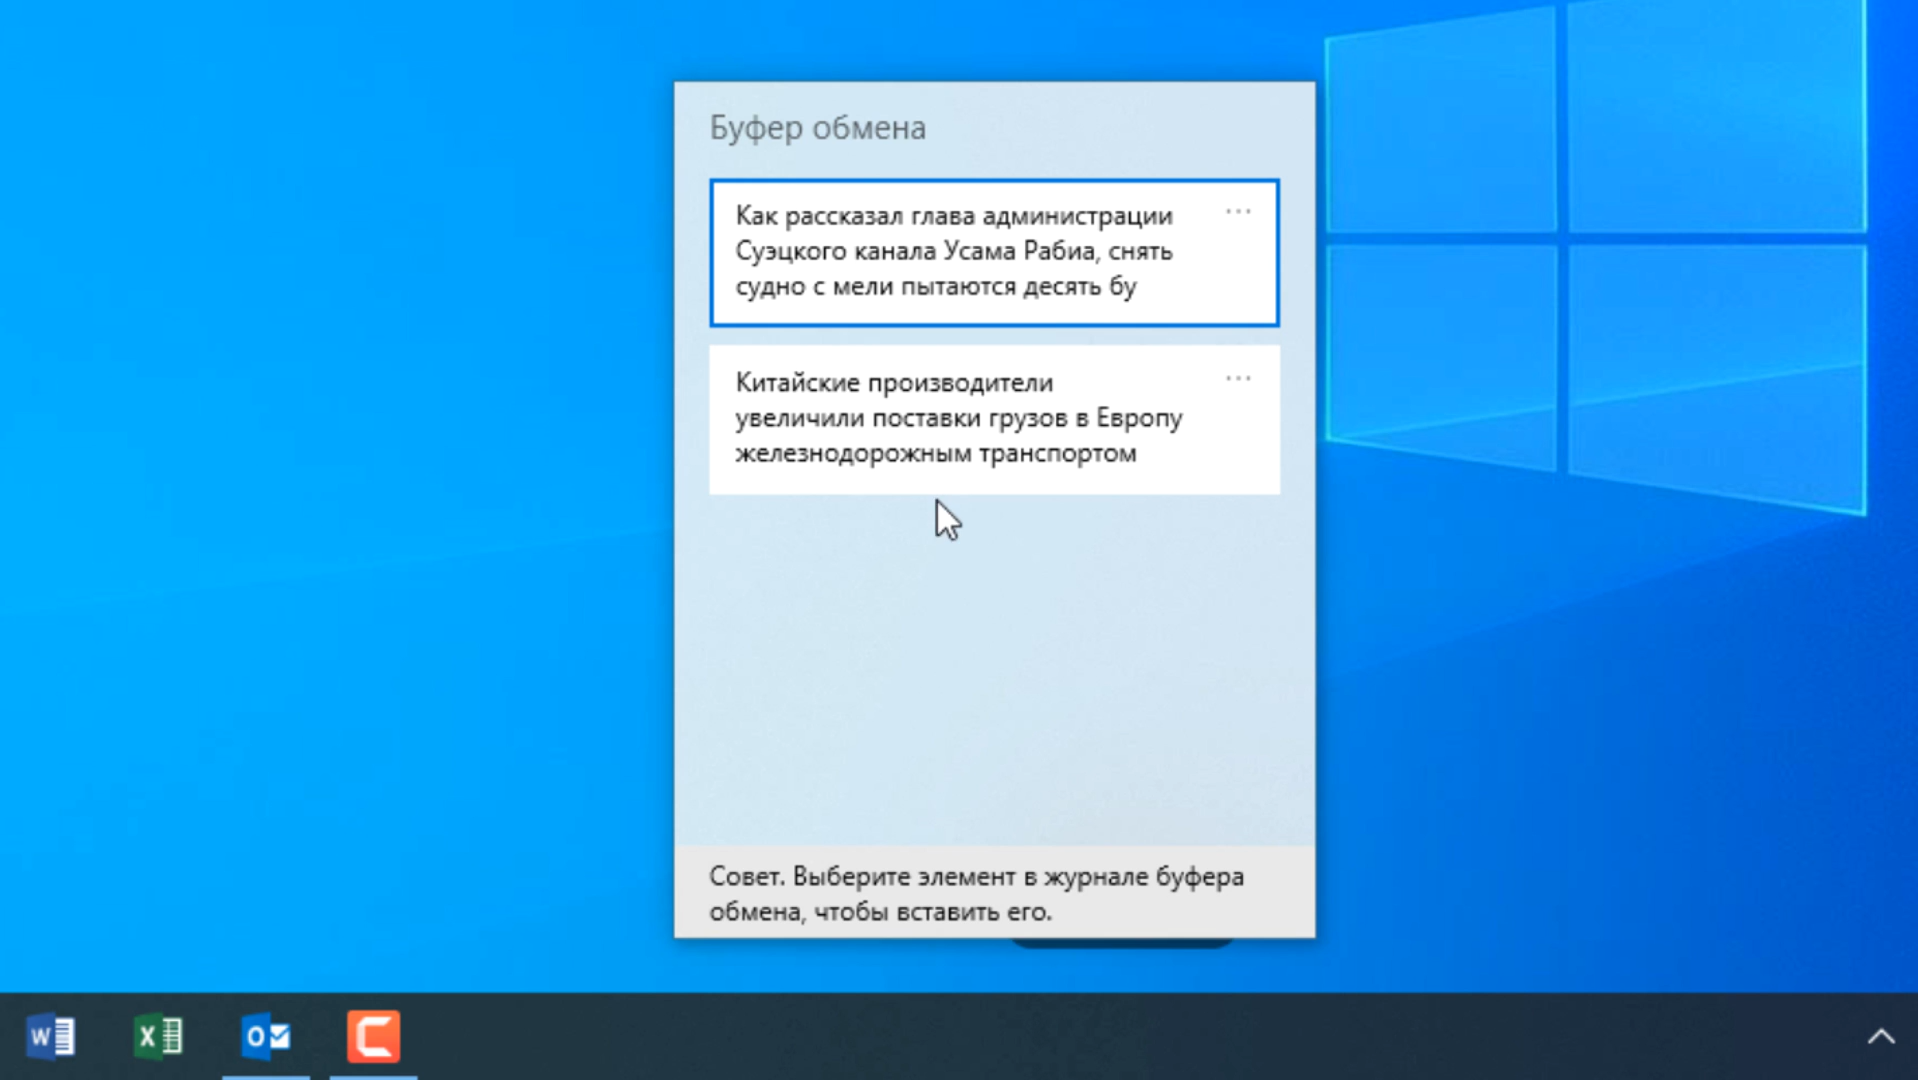 Буфер обмена
Как рассказал глава администрации
Суэцкого канала Усама Рабиа, снять
судно с мели пытаются десять бу
Китайские производители
увеличили поставки грузов в Европу
железнодорожным транспортом
Совет. Выберите элемент в журнале буфера
обмена, чтобы вставить его.